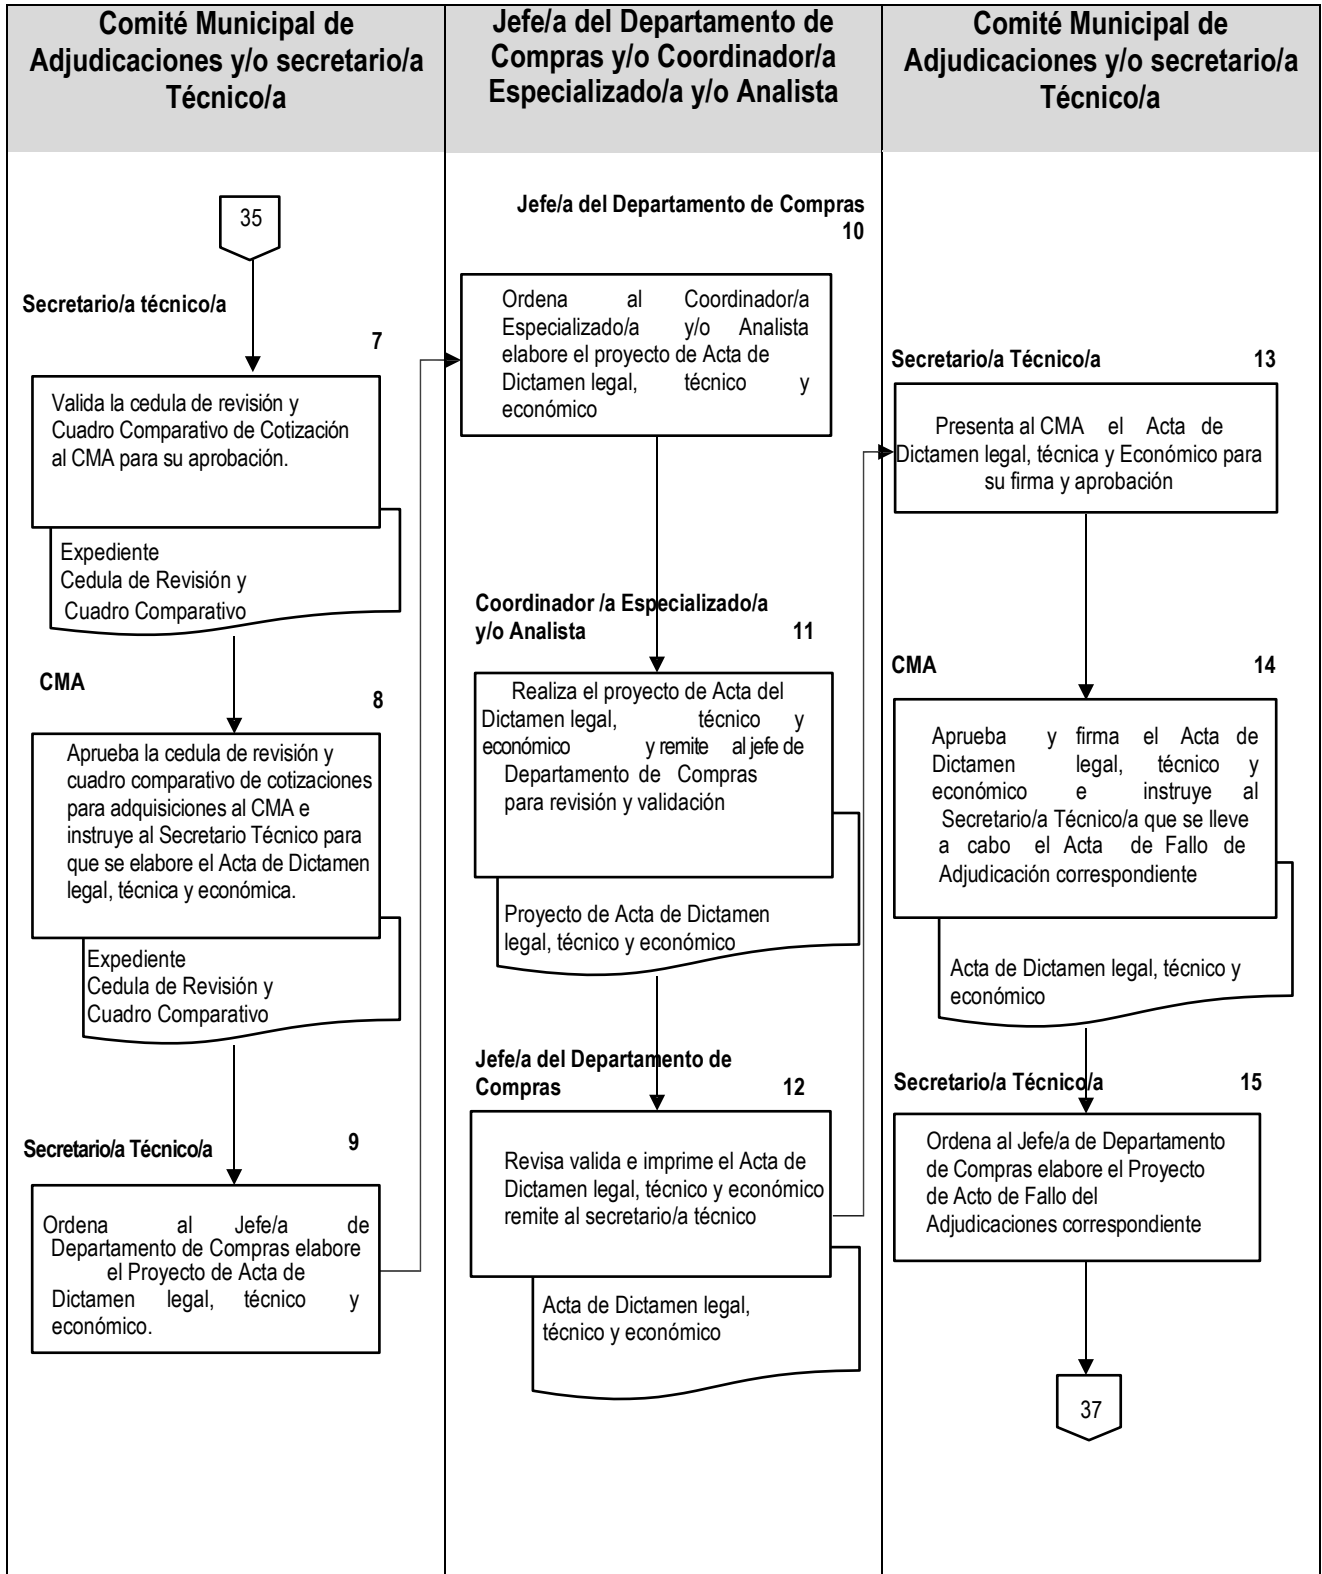 Comité Municipal de
Adjudicaciones y/o secretario/a
Técnico/a
Jefe/a del Departamento de
Compras y/o Coordinador/a
Especializado/a y/o Analista
Comité Municipal de
Adjudicaciones y/o secretario/a
Técnico/a
35
Secretario/a técnico/a
7
Valida la cedula de revisión y
Cuadro Comparativo de Cotización
al CMA para su aprobación.
Expediente
Cedula de Revisión y
Cuadro Comparativo
CMA
8
Aprueba la cedula de revisión y
cuadro comparativo de cotizaciones
para adquisiciones al CMA e
instruye al Secretario Técnico para
que se elabore el Acta de Dictamen
legal, técnica y económica.
Expediente
Cedula de Revisión y
Cuadro Comparativo
Secretario/a Técnico/a
9
Ordena al Jefe/a de
Departamento de Compras elabore
el Proyecto de Acta de
Dictamen legal, técnico y
económico.
Jefe/a del Departamento de Compras
10
Ordena al Coordinador/a
Especializado/a y/o Analista
elabore el proyecto de Acta de
Dictamen legal, técnico y
económico
Coordinador /a Especializado/a
y/o Analista 11
Realiza el proyecto de Acta del
Dictamen legal, técnico y
económico y remite al jefe de
Departamento de Compras
para revisión y validación
Proyecto de Acta de Dictamen
legal, técnico y económico
Jefe/a del Departamento de
Compras 12
Revisa valida e imprime el Acta de
Dictamen legal, técnico y económico
remite al secretario/a técnico
Acta de Dictamen legal,
técnico y económico
Secretario/a Técnico/a 13
Presenta al CMA el Acta de
Dictamen legal, técnica y Económico para
su firma y aprobación
CMA 14
Aprueba y firma el Acta de
Dictamen legal, técnico y
económico e instruye al
Secretario/a Técnico/a que se lleve
a cabo el Acta de Fallo de
Adjudicación correspondiente
Acta de Dictamen legal, técnico y
económico
Secretario/a Técnico/a 15
Ordena al Jefe/a de Departamento
de Compras elabore el Proyecto
de Acto de Fallo del
Adjudicaciones correspondiente
37